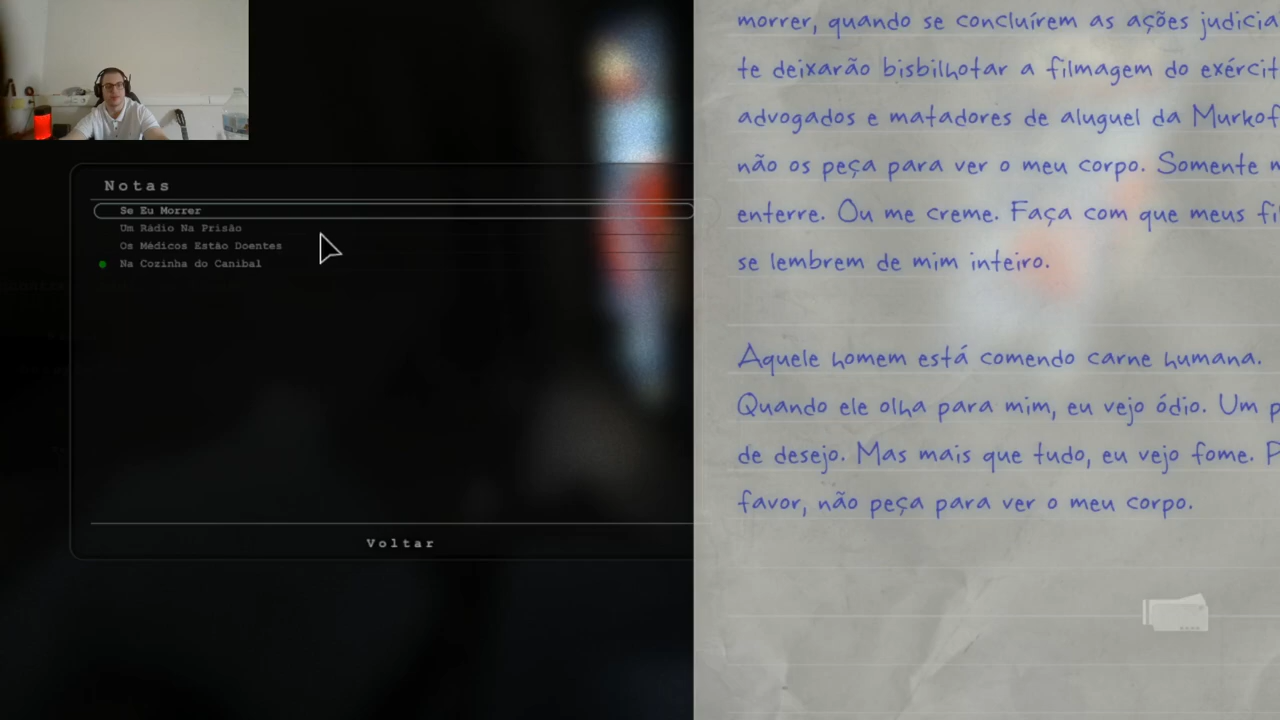 Notas
Se Eu Morrer
Um Rádio Na Prisão
Os Médicos Estão Doentes
Na Cozinha do Canibal
Voltar
morrer, quando se concluírem as ações judicia
te deixarão bisbilhotar a filmagem do exércit
advogados e matadores de aluguel da Murkof
não os peça para ver o meu corpo. Somente m
enterre. Ou me creme. Faça com que meus fil
se lembrem de mim inteiro.
Aquele homem está comendo carne humana.
Quando ele olha para mim, eu vejo ódio. Um p
de desejo. Mas mais que tudo, eu vejo fome. P
favor, não peça para ver o meu corpo.